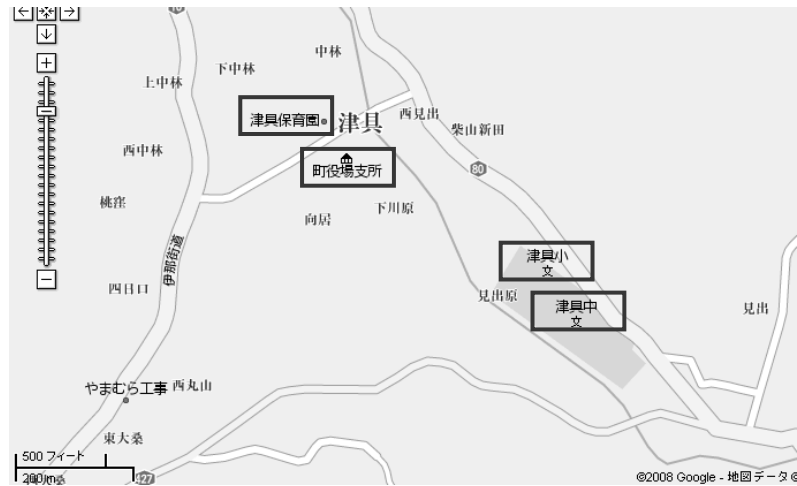 10
中林
下中林
上中林
津具保育園
津具
西見出
柴山新田
西中林
町役場支所
80
桃窪
向居
下川原
伊那街道
津具小
文
四日口
見出原
津具中
文
見出
やまむら工事
西丸山
東大桑
500 フィート
200 m
427
©2008 Google - 地図データ ©